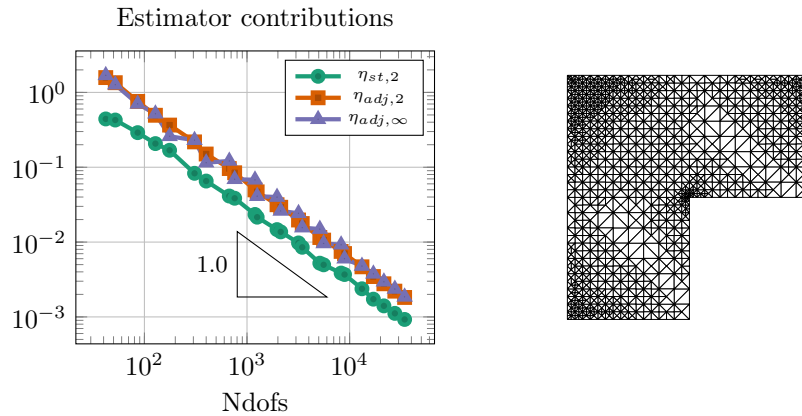 Estimator contributions
η_{st,2}
η_{adj,2}
η_{adj,∞}
10^0
10^{-1}
10^{-2}
10^{-3}
1.0
10^2 10^3 10^4
Ndofs